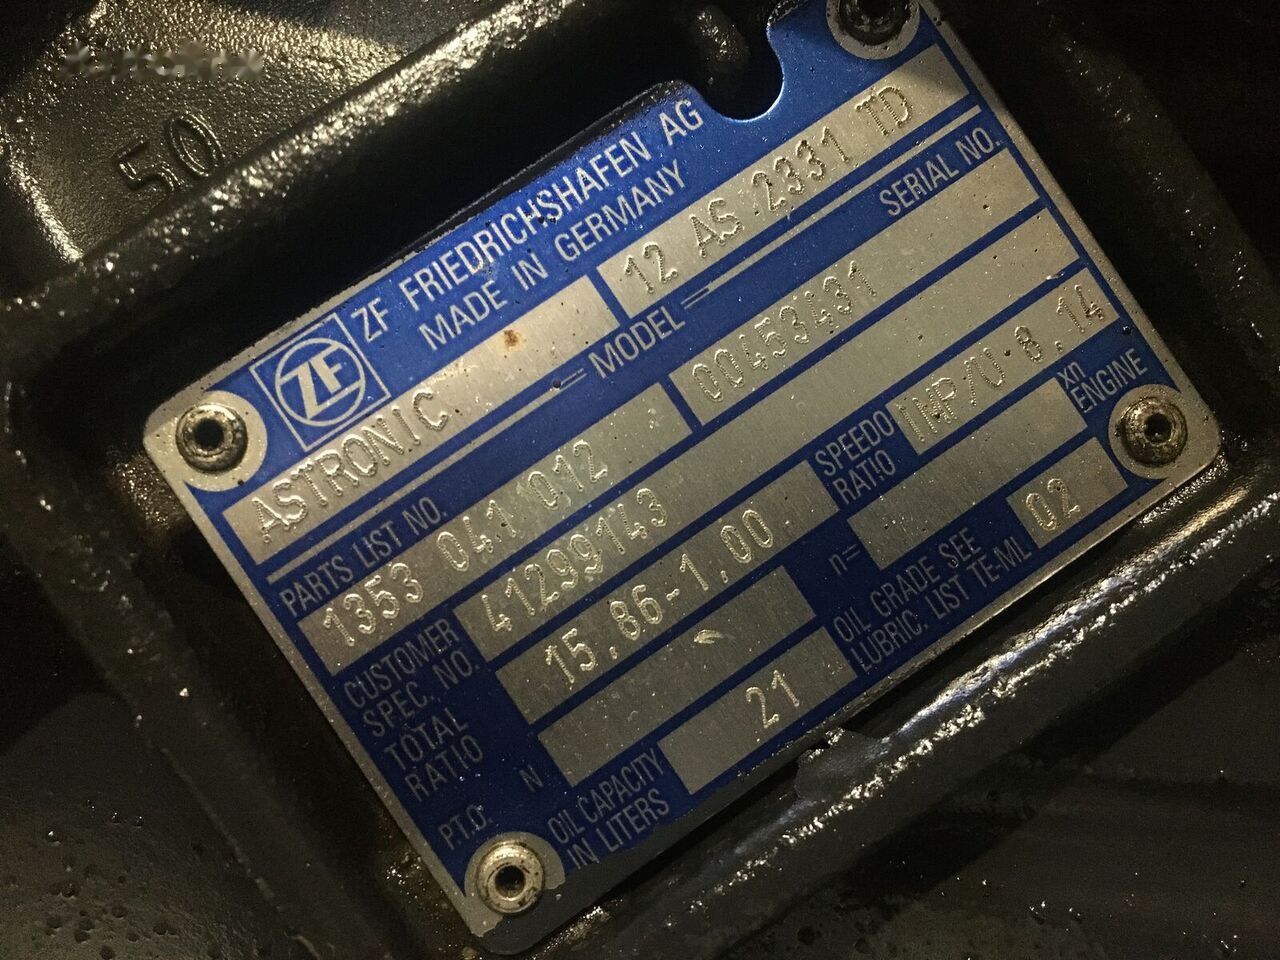 50
ZF
ZF FRIEDRICHSHAFEN AG
MADE IN GERMANY
ASTRONIC
12 AS 2331 TD
MODEL
PARTS LIST NO.
SERIAL NO.
1353 041 012
00453431
CUSTOMER
SPEC. NO.
41299143
TOTAL
RATIO
15.86-1.00
SPEEDO
RATIO
IMP/U 8.14
P.T.O.
N
n=
Xn
ENGINE
OIL CAPACITY
IN LITERS
21
OIL GRADE SEE
LUBRIC. LIST TE-ML
02